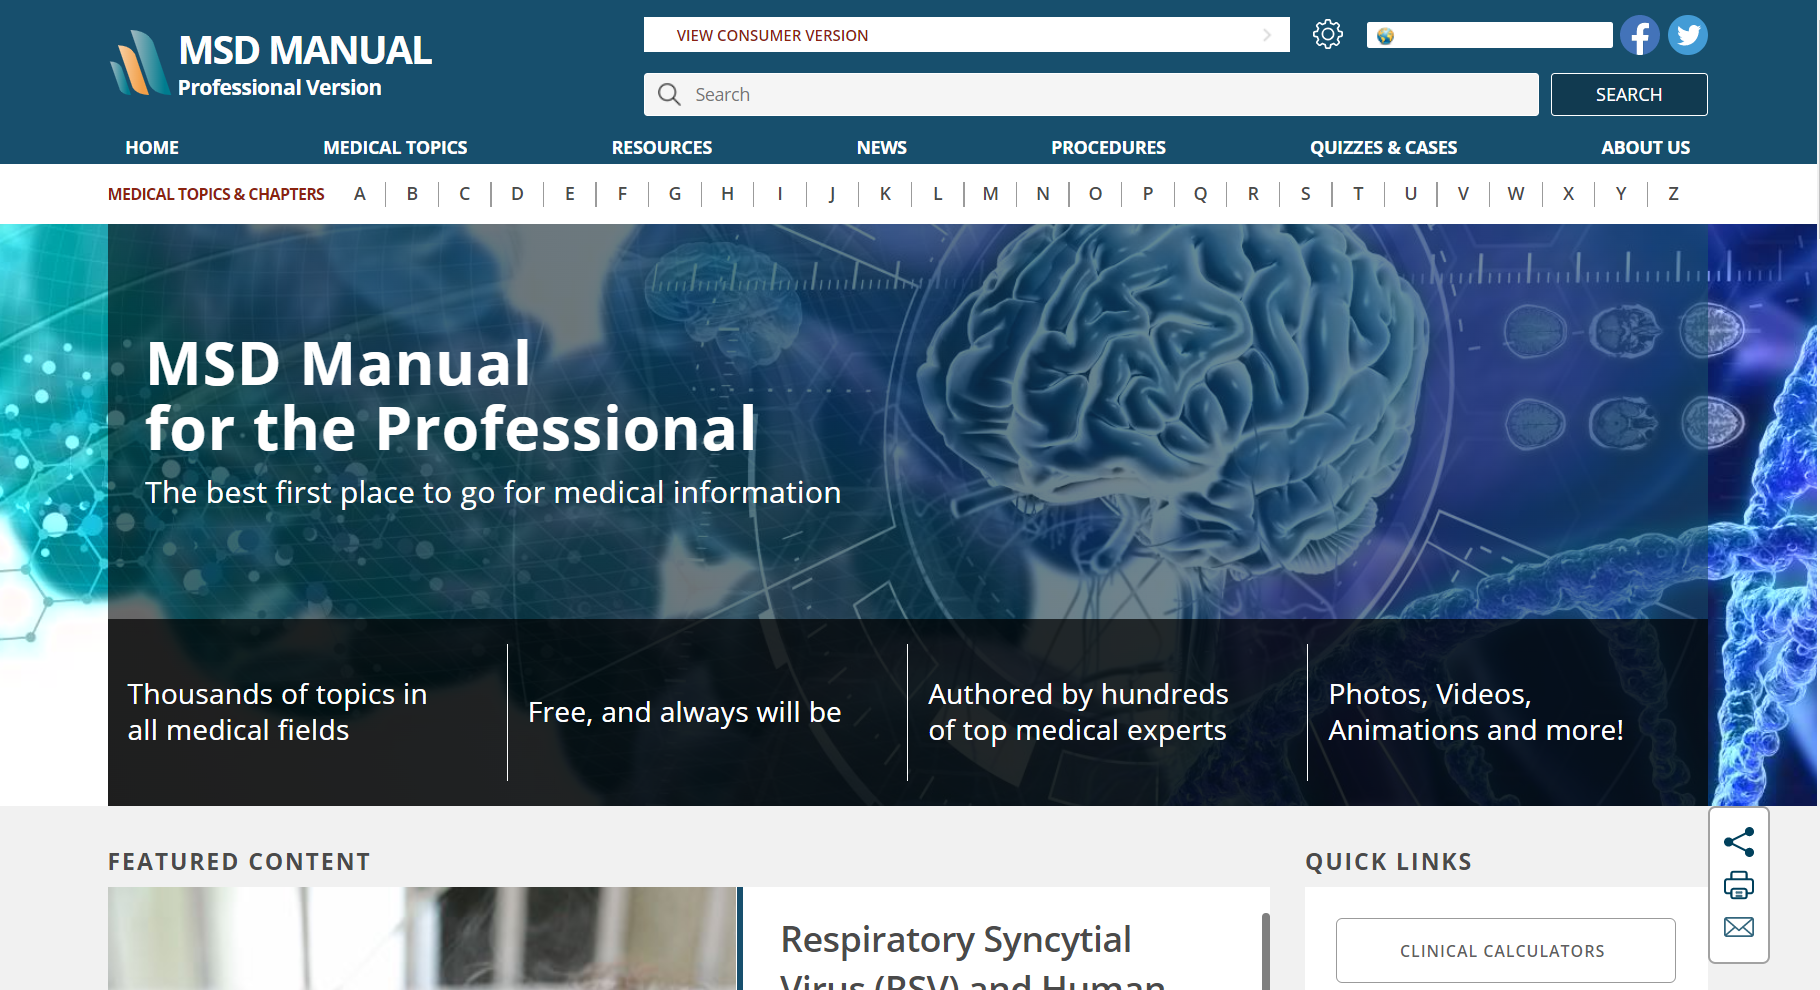 MSD MANUAL
Professional Version
VIEW CONSUMER VERSION
Search
SEARCH
HOME
MEDICAL TOPICS
RESOURCES
NEWS
PROCEDURES
QUIZZES & CASES
ABOUT US
MEDICAL TOPICS & CHAPTERS A B C D E F G H I J K L M N O P Q R S T U V W X Y Z
MSD Manual
for the Professional
The best first place to go for medical information
Thousands of topics in
all medical fields
Free, and always will be
Authored by hundreds
of top medical experts
Photos, Videos,
Animations and more!
FEATURED CONTENT
Respiratory Syncytial
Virus (RSV) and Human
QUICK LINKS
CLINICAL CALCULATORS